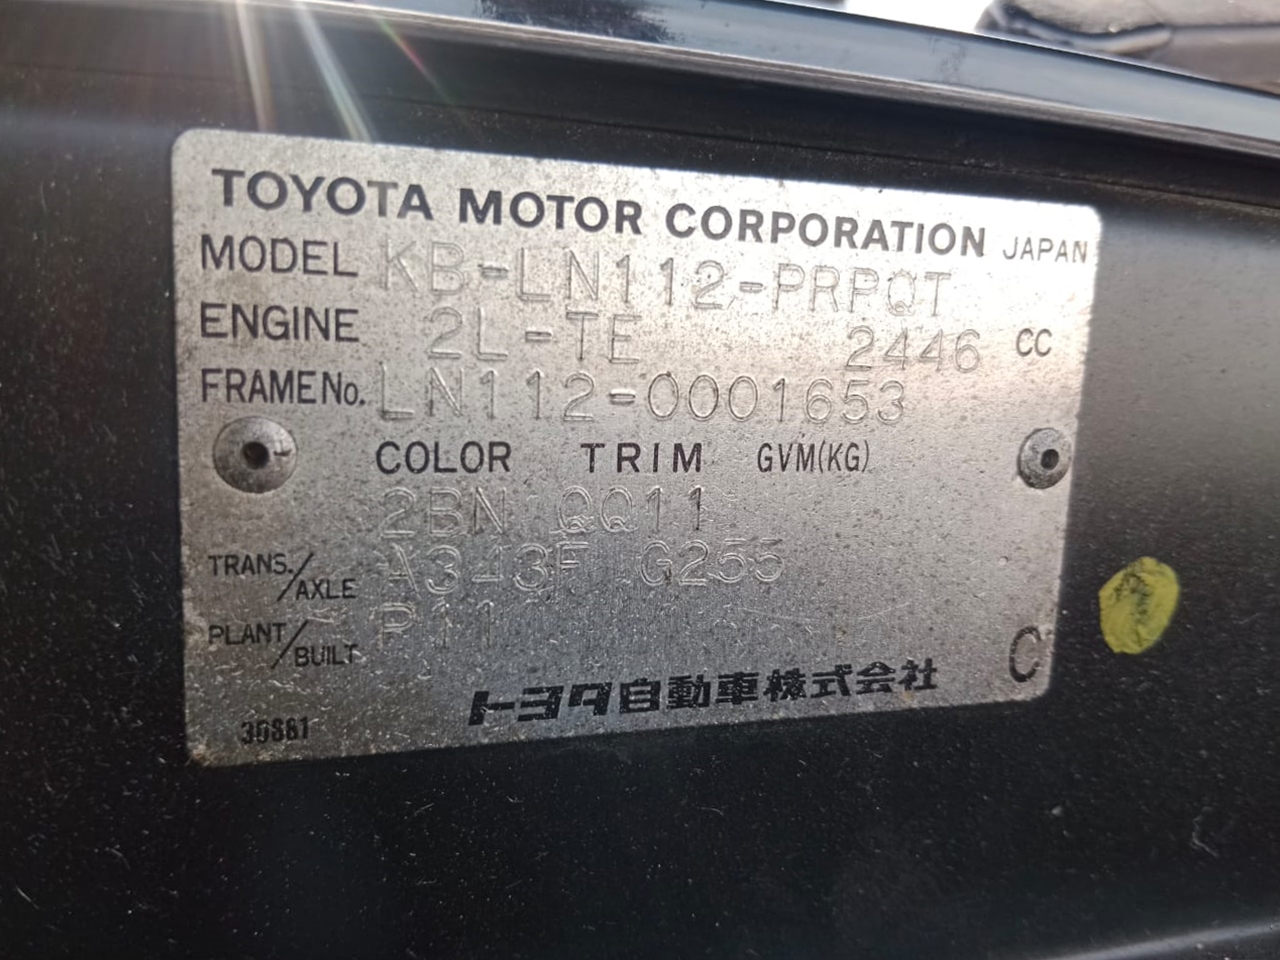 TOYOTA MOTOR CORPORATION JAPAN
MODEL KB-LN112-PRPQT
ENGINE 2L-TE 2446 CC
FRAME No. LN112-0001653
COLOR TRIM GVM(KG)
2BN QQ11
TRANS./AXLE A343F G255
PLANT/BUILT P11
トヨタ自動車株式会社 C